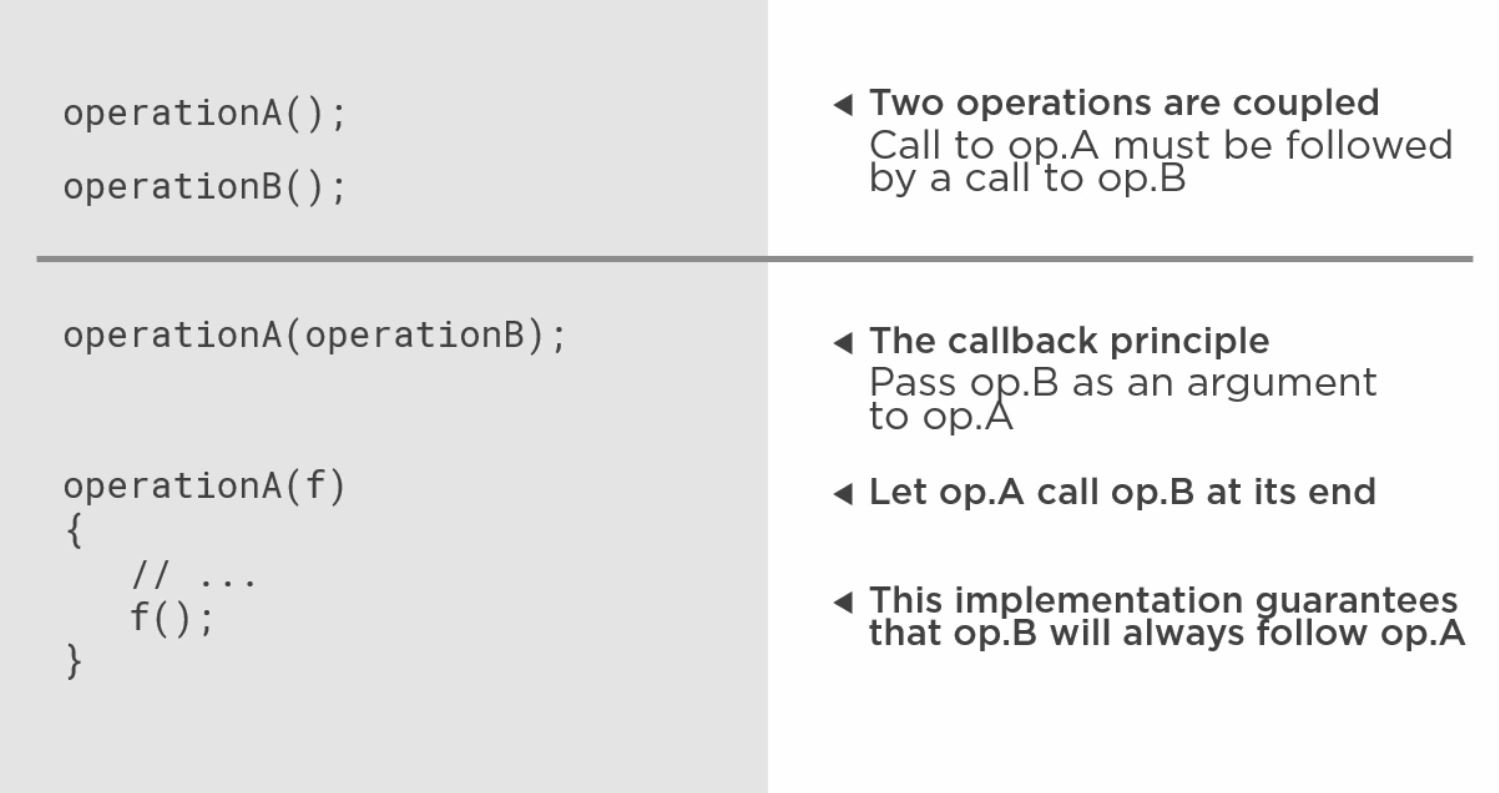 operationA();
operationB();
◀ Two operations are coupled
Call to op.A must be followed
by a call to op.B
operationA(operationB);
◀ The callback principle
Pass op.B as an argument
to op.A
operationA(f)
{
   // ...
   f();
}
◀ Let op.A call op.B at its end
◀ This implementation guarantees
that op.B will always follow op.A